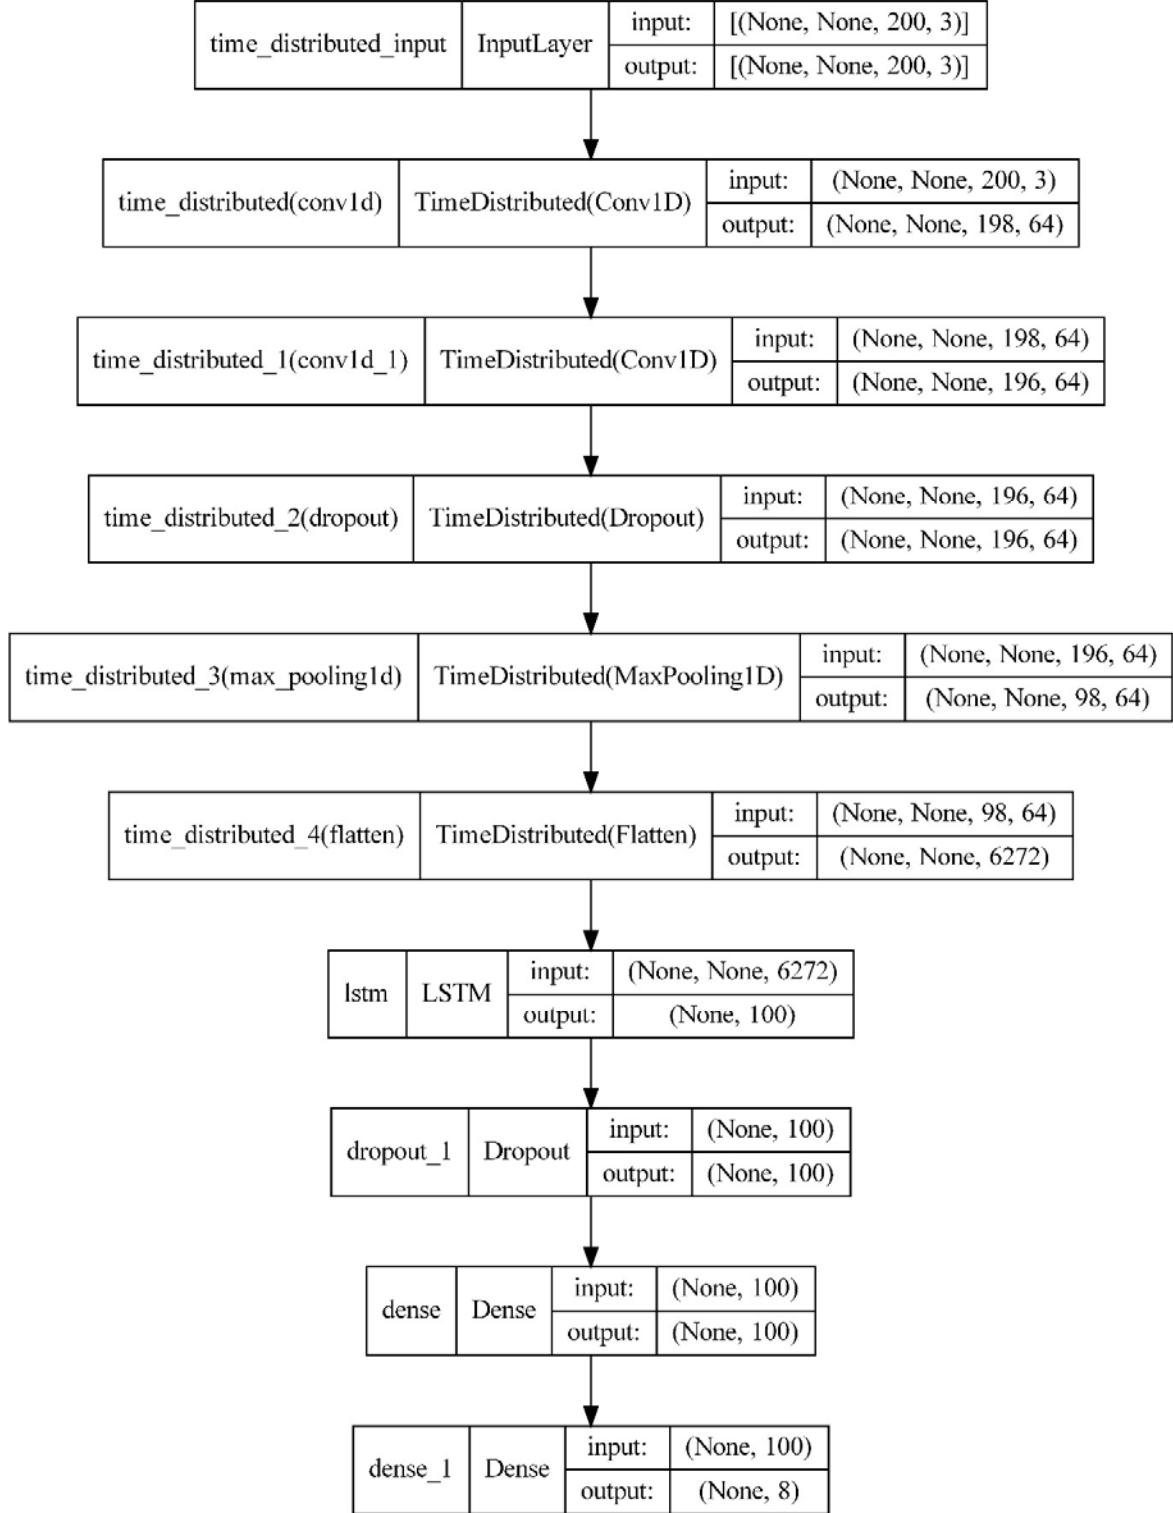 time_distributed_input InputLayer input: [(None, None, 200, 3)]
output: [(None, None, 200, 3)]
time_distributed(conv1d) TimeDistributed(Conv1D) input: (None, None, 200, 3)
output: (None, None, 198, 64)
time_distributed_1(conv1d_1) TimeDistributed(Conv1D) input: (None, None, 198, 64)
output: (None, None, 196, 64)
time_distributed_2(dropout) TimeDistributed(Dropout) input: (None, None, 196, 64)
output: (None, None, 196, 64)
time_distributed_3(max_pooling1d) TimeDistributed(MaxPooling1D) input: (None, None, 196, 64)
output: (None, None, 98, 64)
time_distributed_4(flatten) TimeDistributed(Flatten) input: (None, None, 98, 64)
output: (None, None, 6272)
lstm LSTM input: (None, None, 6272)
output: (None, 100)
dropout_1 Dropout input: (None, 100)
output: (None, 100)
dense Dense input: (None, 100)
output: (None, 100)
dense_1 Dense input: (None, 100)
output: (None, 8)